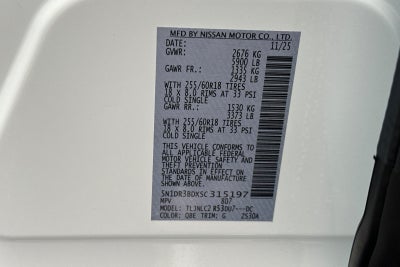 MFD BY NISSAN MOTOR CO., LTD.
DATE: 11/25
GVWR: 2676 KG
5900 LB
GAWR FR.: 1335 KG
2943 LB
WITH 255/60R18 TIRES
18 X 8.0 RIMS AT 33 PSI
COLD SINGLE
GAWR RR.: 1530 KG
3373 LB
WITH 255/60R18 TIRES
18 X 8.0 RIMS AT 33 PSI
COLD SINGLE
THIS VEHICLE CONFORMS TO
ALL APPLICABLE FEDERAL
MOTOR VEHICLE SAFETY
AND THEFT PREVENTION
STANDARDS IN EFFECT ON
THE DATE OF MANUFACTURE
SHOWN ABOVE.
5N1DR3BDXSC315197
MPV 807
MODEL:
COLOR: QBE TRIM: G